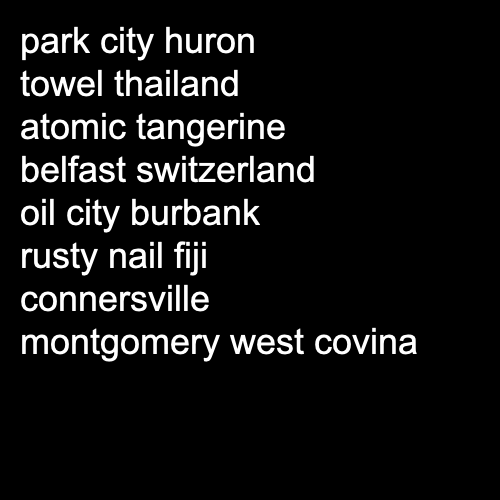 park city huron
towel thailand
atomic tangerine
belfast switzerland
oil city burbank
rusty nail fiji
connersville
montgomery west covina